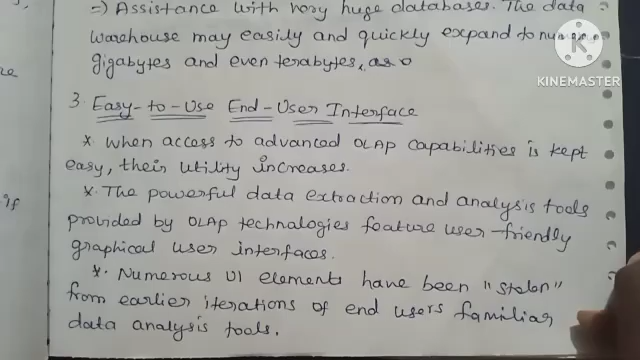 =) Assistance with very huge databases. The data
warehouse may easily and quickly expand to
gigabytes and even terabytes, as
3. Easy-to-Use End-User Interface
* When access to advanced OLAP capabilities is kept
easy, their utility increases.
* The powerful data extraction and analysis tools
provided by OLAP technologies feature user-friendly
graphical user interfaces.
* Numerous UI elements have been "stolen"
from earlier iterations of end users familiar
data analysis tools.
KINEMASTER